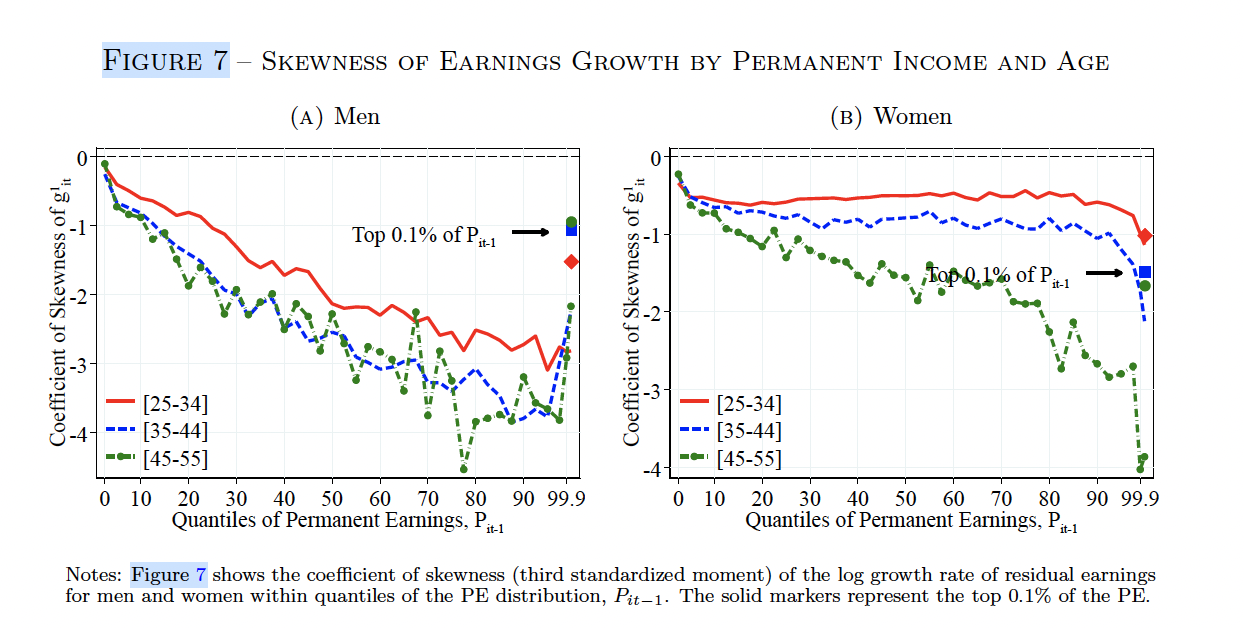 FIGURE 7 – SKEWNESS OF EARNINGS GROWTH BY PERMANENT INCOME AND AGE
(A) Men
Coefficient of Skewness of g¹it
0
-1
-2
-3
-4
Top 0.1% of Pit-1
[25-34]
[35-44]
[45-55]
0 10 20 30 40 50 60 70 80 90 99.9
Quantiles of Permanent Earnings, Pit-1
(B) Women
Coefficient of Skewness of g¹it
0
-1
-2
-3
-4
Top 0.1% of Pit-1
[25-34]
[35-44]
[45-55]
0 10 20 30 40 50 60 70 80 90 99.9
Quantiles of Permanent Earnings, Pit-1
Notes: Figure 7 shows the coefficient of skewness (third standardized moment) of the log growth rate of residual earnings
for men and women within quantiles of the PE distribution, Pit−1. The solid markers represent the top 0.1% of the PE.